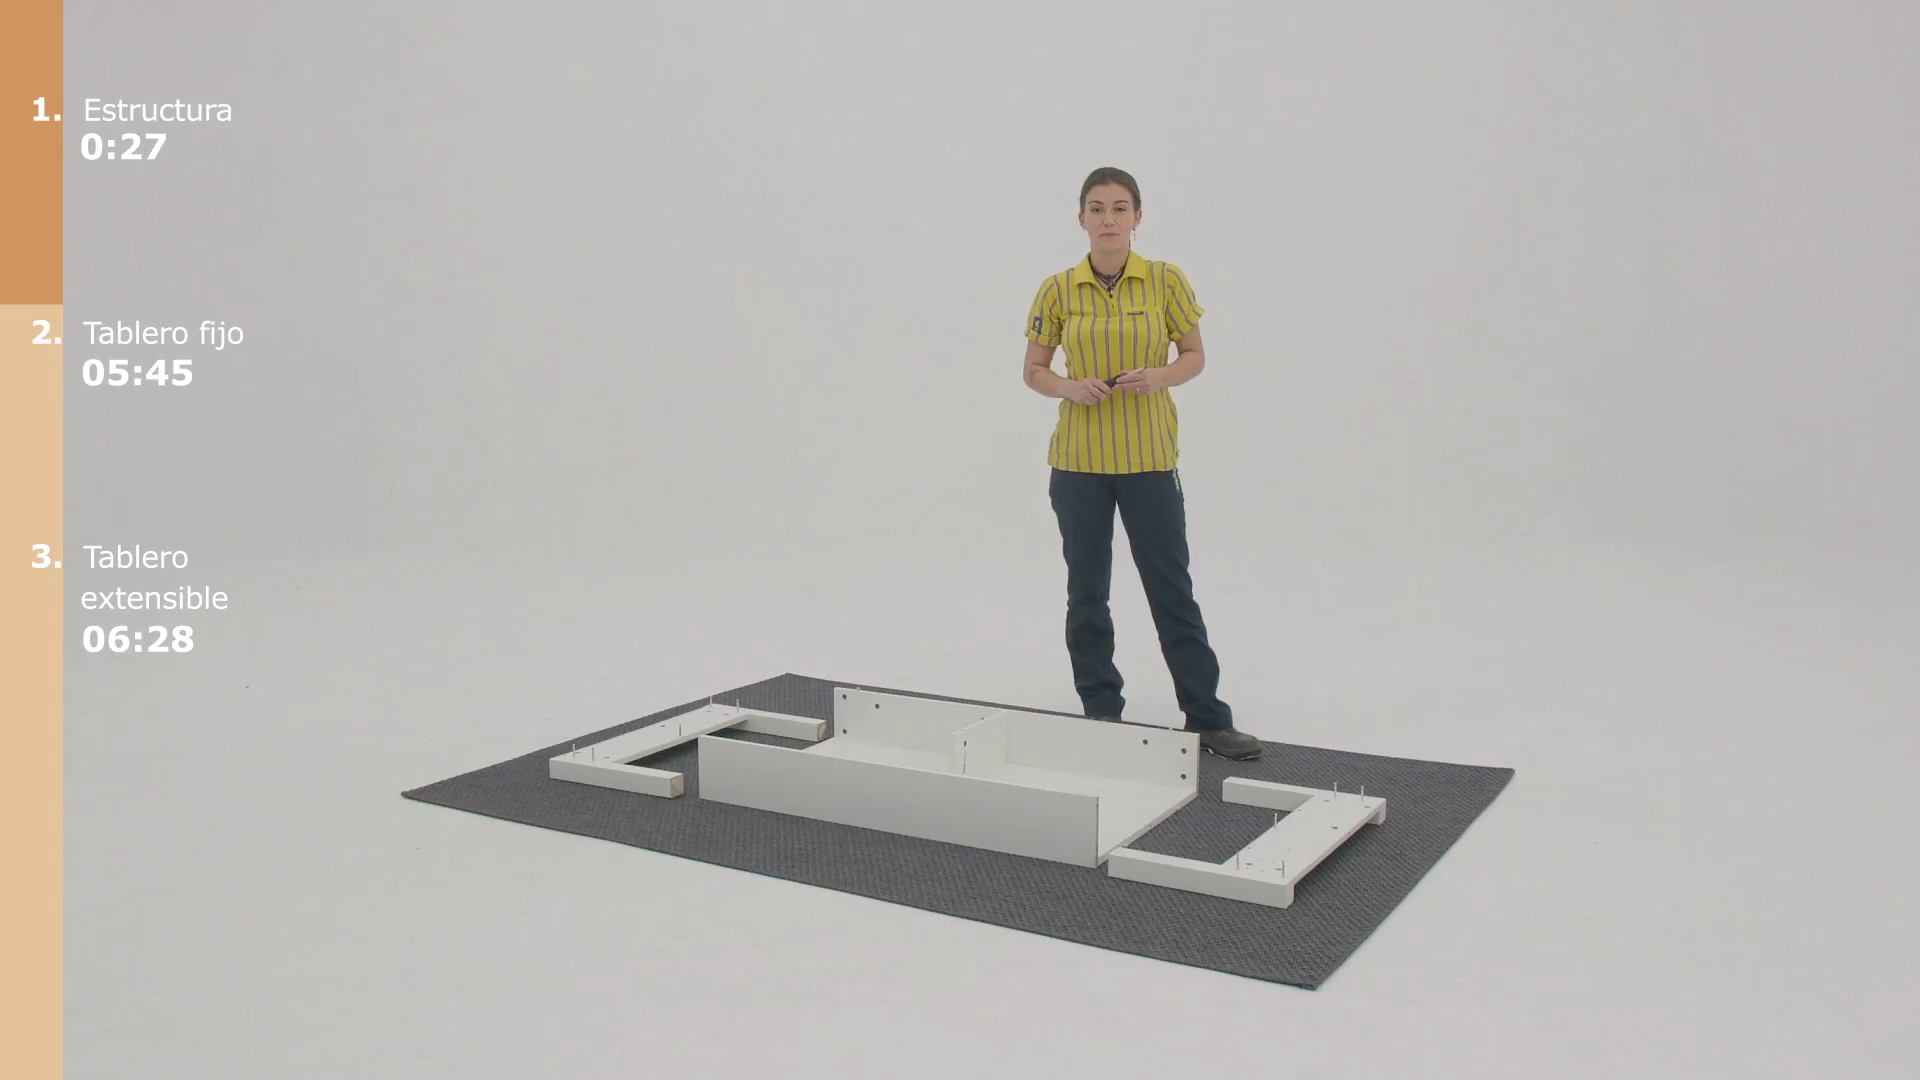 1. Estructura
0:27
2. Tablero fijo
05:45
3. Tablero
extensible
06:28